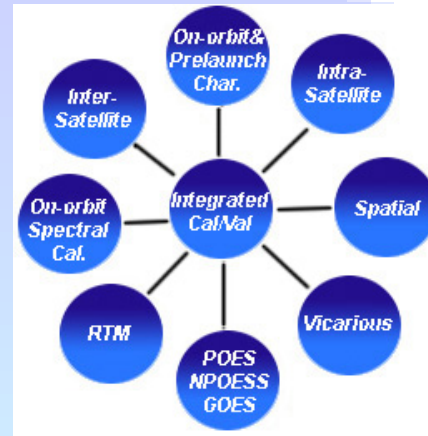 On-orbit&
Prelaunch
Char.
Inter-
Satellite
Intra-
Satellite
On-orbit
Spectral
Cal.
Integrated
Cal/Val
Spatial
RTM
POES
NPOESS
GOES
Vicarious